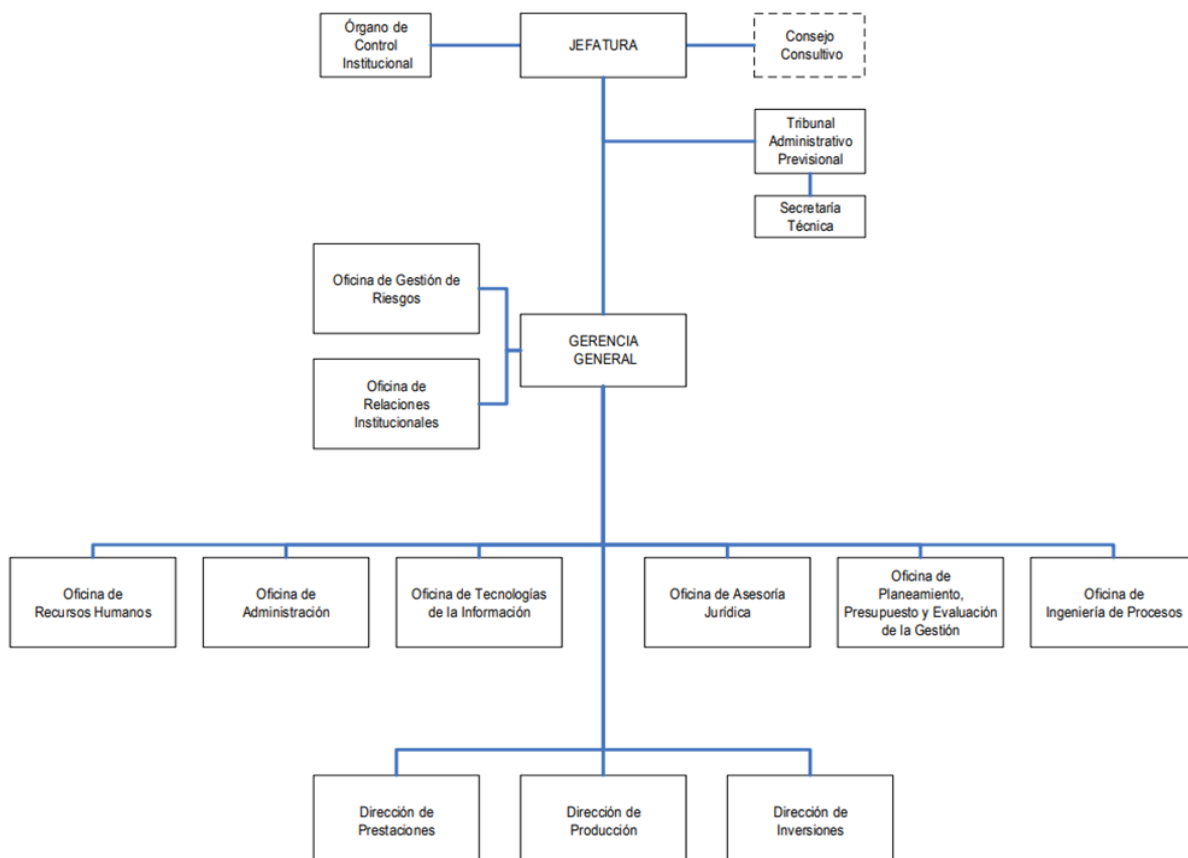 Órgano de
Control
Institucional
JEFATURA
Consejo
Consultivo
Tribunal
Administrativo
Previsional
Secretaría
Técnica
Oficina de Gestión de
Riesgos
GERENCIA
GENERAL
Oficina de
Relaciones
Institucionales
Oficina de
Recursos Humanos
Oficina de
Administración
Oficina de Tecnologías
de la Información
Oficina de Asesoría
Jurídica
Oficina de
Planeamiento,
Presupuesto y Evaluación
de la Gestión
Oficina de
Ingeniería de Procesos
Dirección de
Prestaciones
Dirección de
Producción
Dirección de
Inversiones